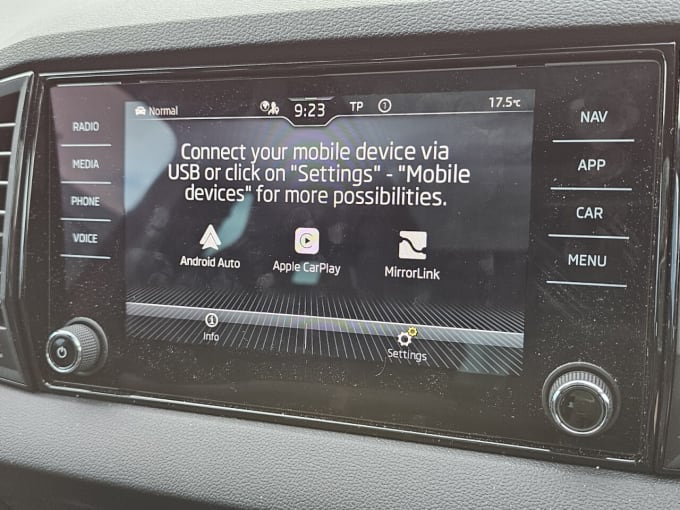 Normal
9:23
TP
1
17.5°C
RADIO
MEDIA
PHONE
VOICE
NAV
APP
CAR
MENU
Connect your mobile device via
USB or click on "Settings" - "Mobile
devices" for more possibilities.
Android Auto
Apple CarPlay
MirrorLink
Info
Settings